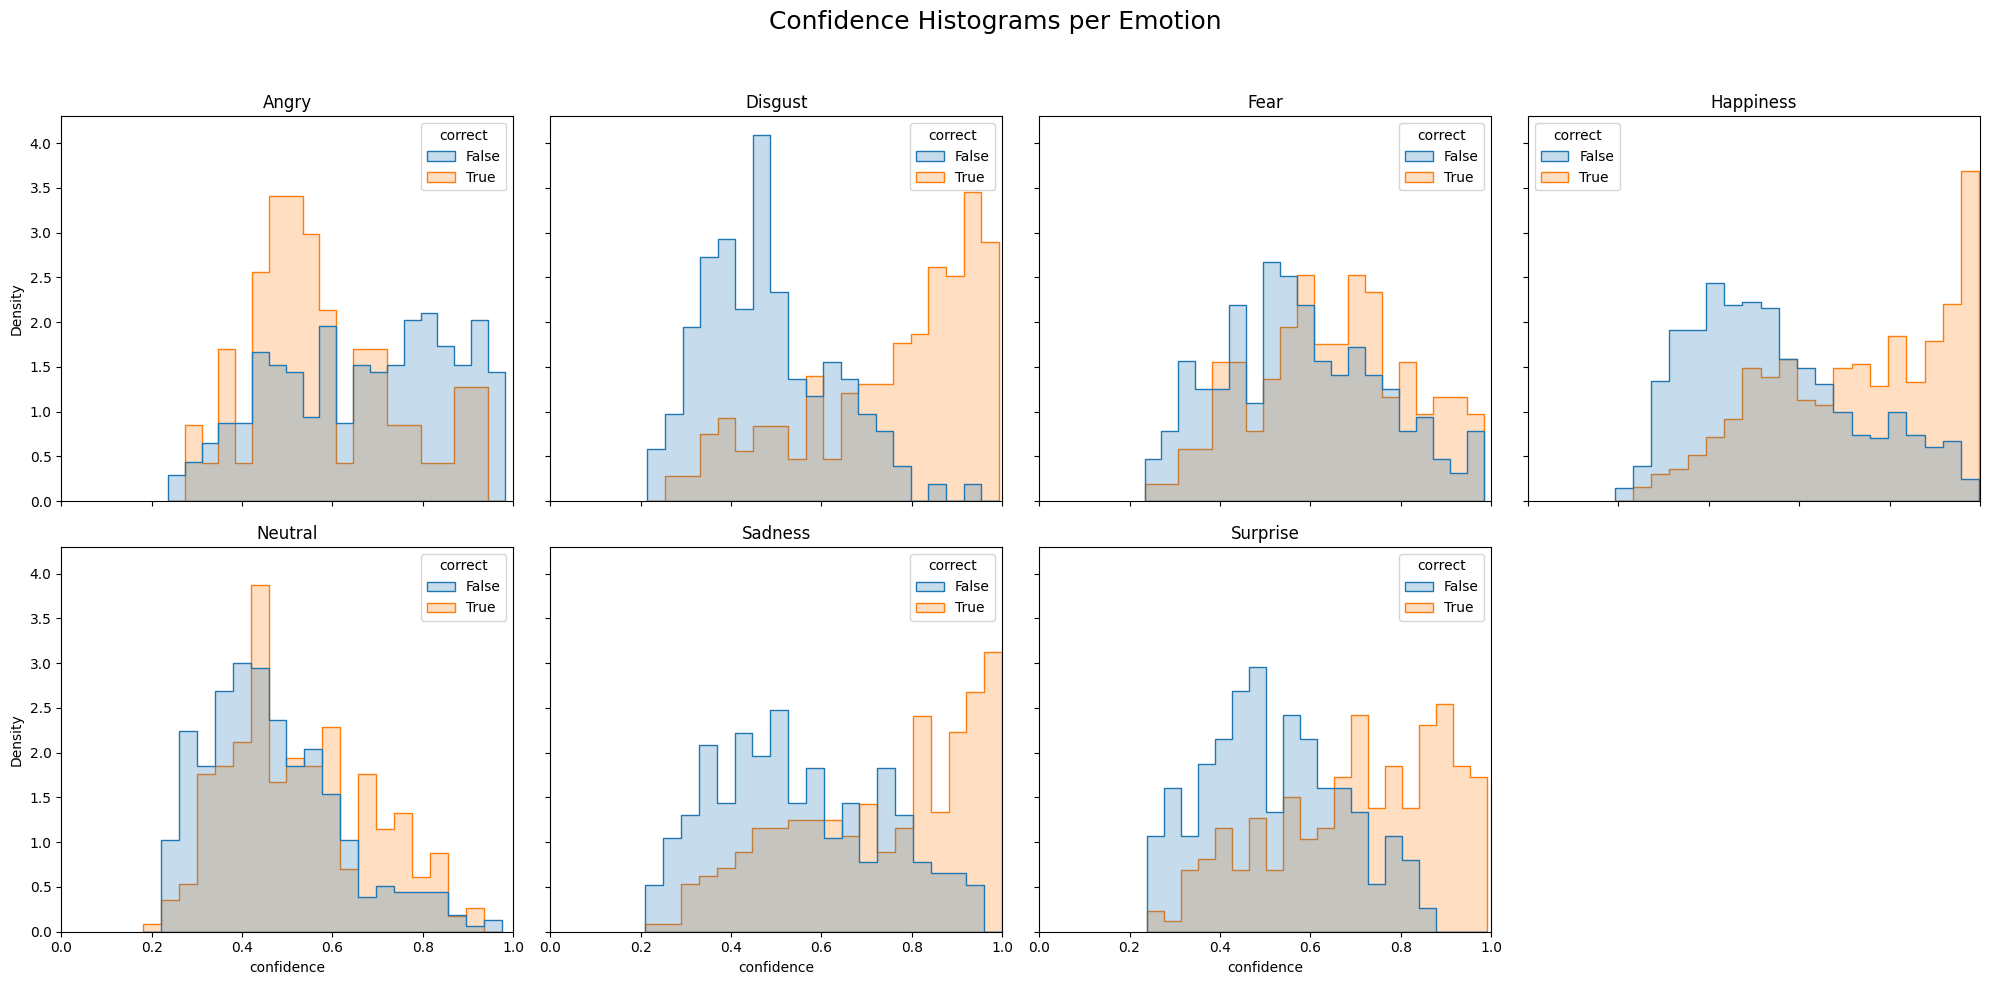 Confidence Histograms per Emotion
Angry
Disgust
Fear
Happiness
correct
False
True
correct
False
True
correct
False
True
correct
False
True
4.0
3.5
3.0
2.5
2.0
1.5
1.0
0.5
0.0
Density
Neutral
Sadness
Surprise
correct
False
True
correct
False
True
correct
False
True
4.0
3.5
3.0
2.5
2.0
1.5
1.0
0.5
0.0
Density
0.0 0.2 0.4 0.6 0.8 1.0
0.2 0.4 0.6 0.8 1.0
0.0 0.2 0.4 0.6 0.8 1.0
confidence
confidence
confidence